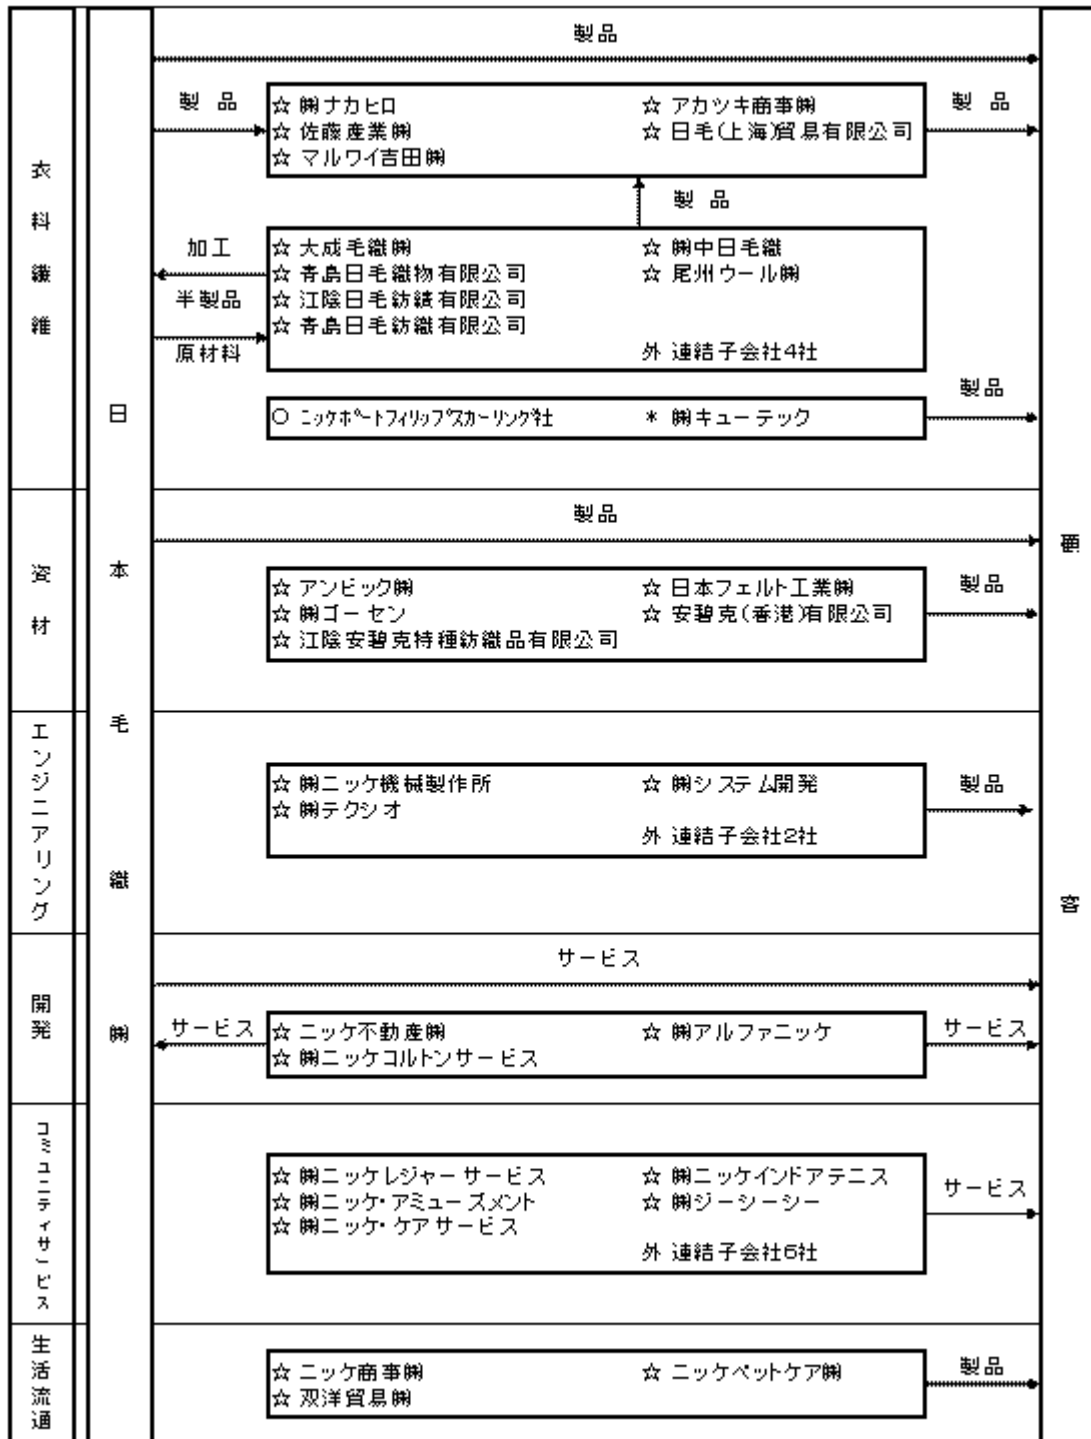 衣料繊維
日本毛織㈱
顧客
製品
製品
☆ ㈱ナカヒロ
☆ アカツキ商事㈱
製品
☆ 佐藤産業㈱
☆ 日毛(上海)貿易有限公司
☆ マルワイ吉田㈱
製品
加工
☆ 大成毛織㈱
☆ ㈱中日毛織
☆ 青島日毛織物有限公司
☆ 尾州ウール㈱
半製品
☆ 江陰日毛紡績有限公司
☆ 青島日毛紡織有限公司
原材料
外 連結子会社4社
製品
○ ニッケポートフィリップスカーリング社
* ㈱キューテック
資材
製品
☆ アンビック㈱
☆ 日本フェルト工業㈱
製品
☆ ㈱ゴーセン
☆ 安碧克(香港)有限公司
☆ 江陰安碧克特種紡織品有限公司
エンジニアリング
☆ ㈱ニッケ機械製作所
☆ ㈱システム開発
製品
☆ ㈱テクシオ
外 連結子会社2社
開発
サービス
サービス
☆ ニッケ不動産㈱
☆ ㈱アルファニッケ
サービス
☆ ㈱ニッケコルトンサービス
コミュニティサービス
☆ ㈱ニッケレジャーサービス
☆ ㈱ニッケインドアテニス
サービス
☆ ㈱ニッケ・アミューズメント
☆ ㈱ジーシーシー
☆ ㈱ニッケ・ケアサービス
外 連結子会社6社
生活流通
☆ ニッケ商事㈱
☆ ニッケペットケア㈱
製品
☆ 双洋貿易㈱